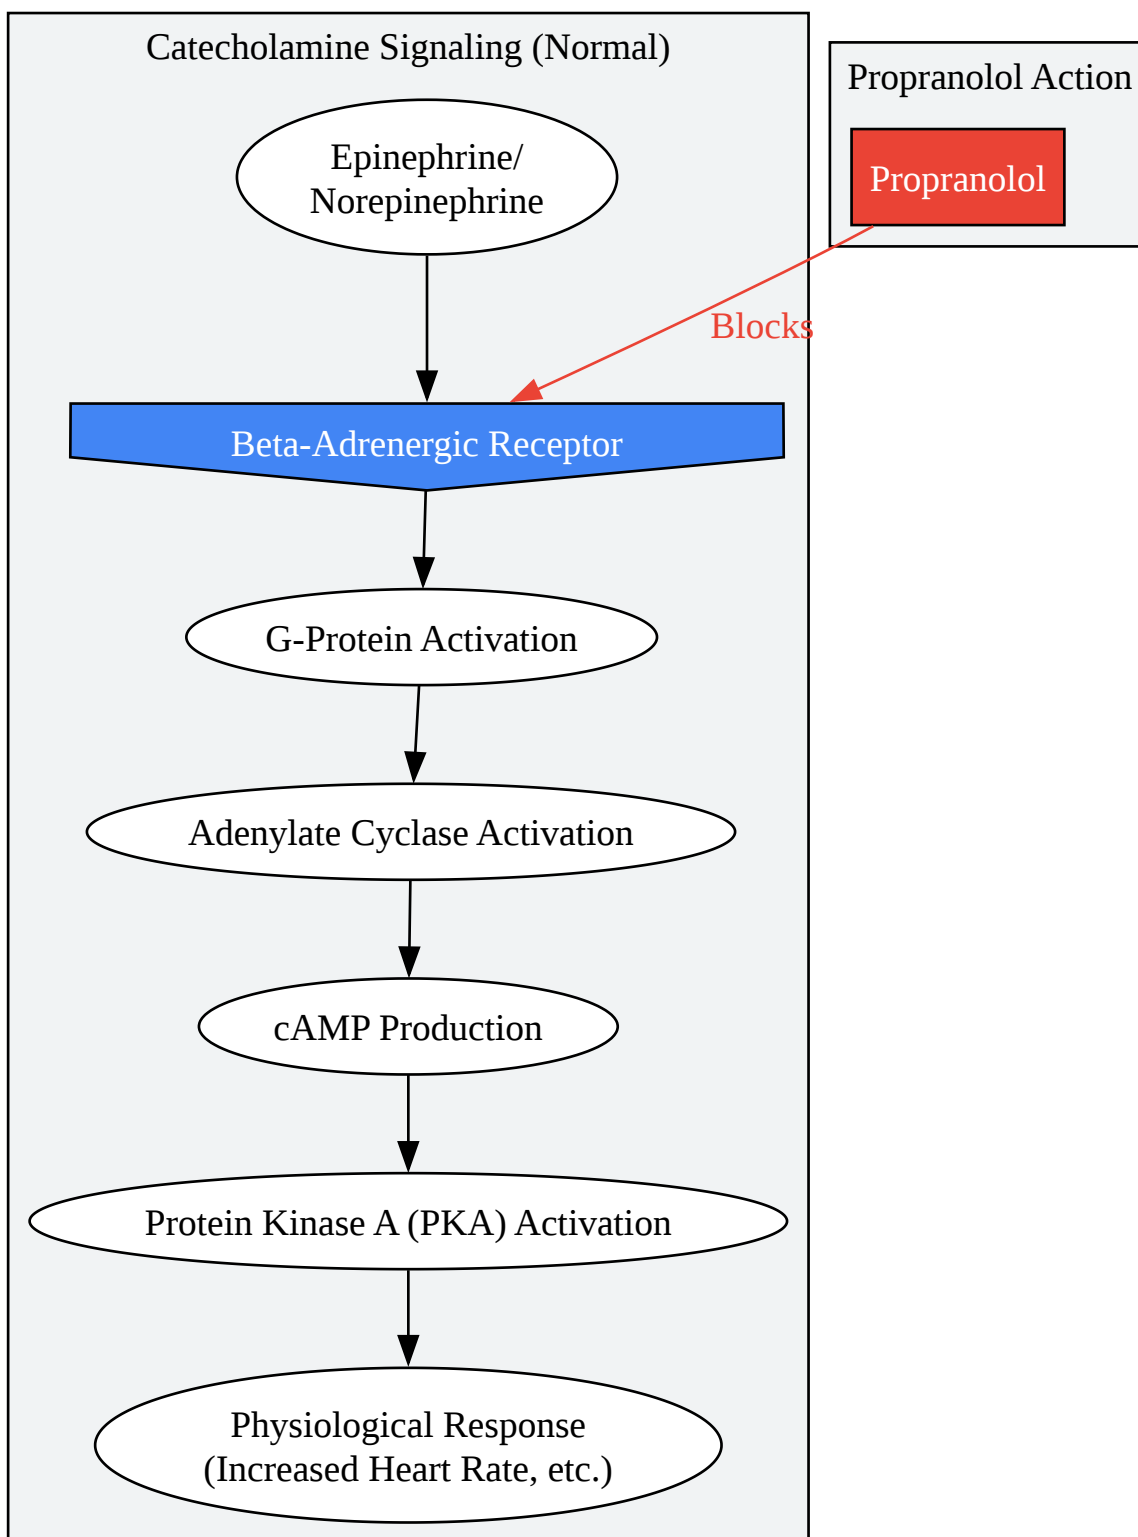 Catecholamine Signaling (Normal)
Epinephrine/
Norepinephrine
Propranolol Action
Propranolol
Blocks
Beta-Adrenergic Receptor
G-Protein Activation
Adenylate Cyclase Activation
cAMP Production
Protein Kinase A (PKA) Activation
Physiological Response
(Increased Heart Rate, etc.)